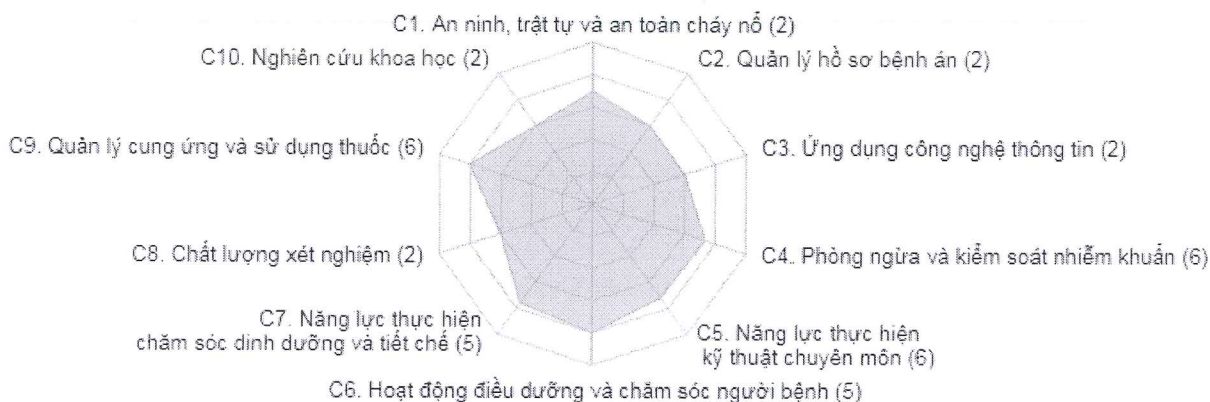 C1. An ninh, trật tự và an toàn cháy nổ (2)
C2. Quản lý hồ sơ bệnh án (2)
C3. Ứng dụng công nghệ thông tin (2)
C4. Phòng ngừa và kiểm soát nhiễm khuẩn (6)
C5. Năng lực thực hiện
kỹ thuật chuyên môn (6)
C6. Hoạt động điều dưỡng và chăm sóc người bệnh (5)
C7. Năng lực thực hiện
chăm sóc dinh dưỡng và tiết chế (5)
C8. Chất lượng xét nghiệm (2)
C9. Quản lý cung ứng và sử dụng thuốc (6)
C10. Nghiên cứu khoa học (2)